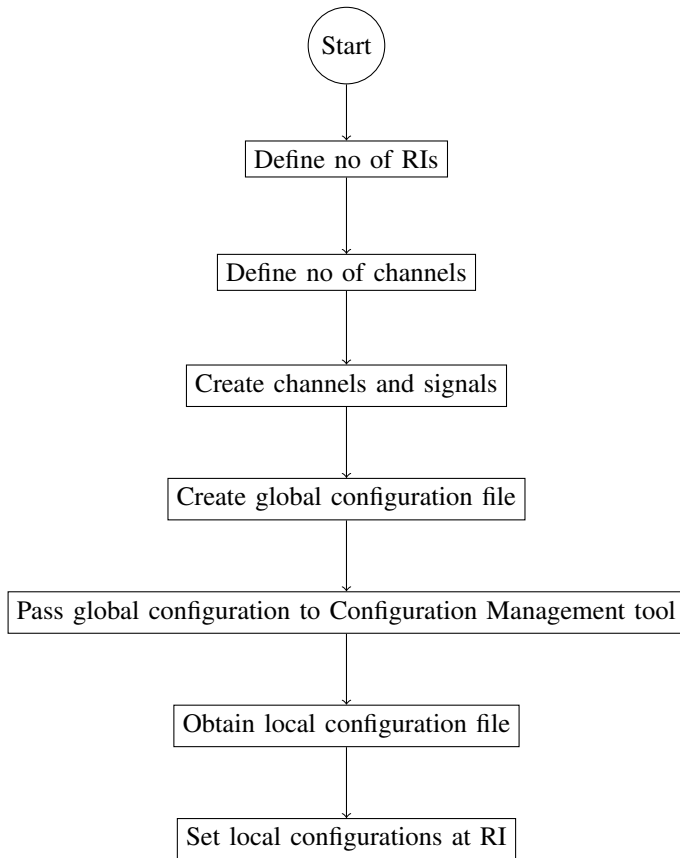 Start
Define no of RIs
Define no of channels
Create channels and signals
Create global configuration file
Pass global configuration to Configuration Management tool
Obtain local configuration file
Set local configurations at RI